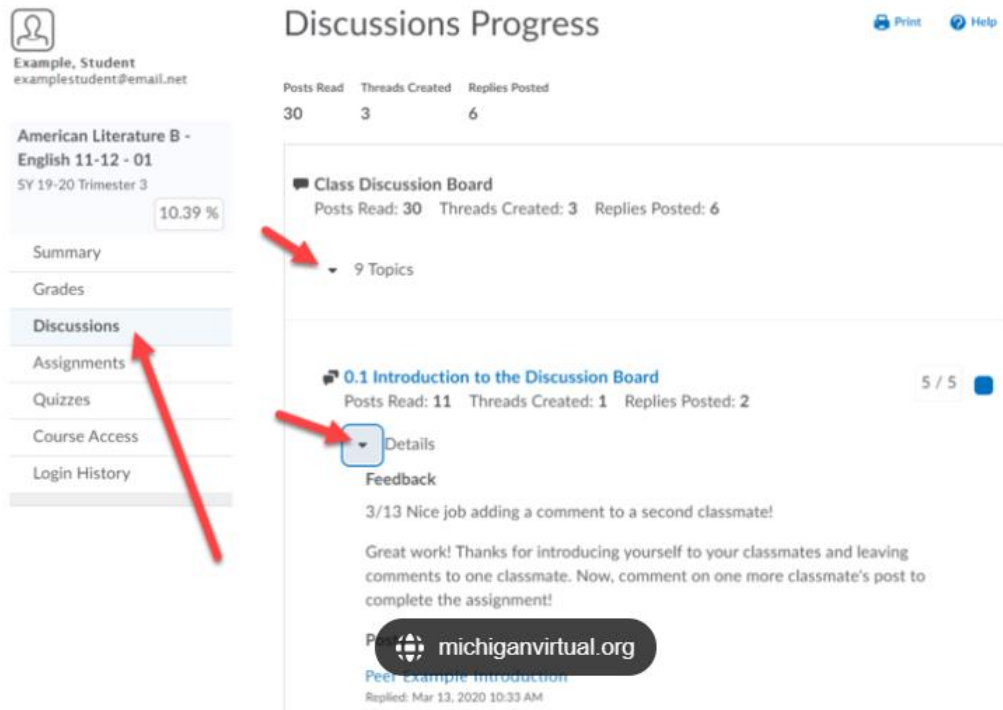 Discussions Progress
Print
Help
Example, Student
examplestudent@email.net
Posts Read Threads Created Replies Posted
30 3 6
American Literature B -
English 11-12 - 01
SY 19-20 Trimester 3
10.39 %
Summary
Grades
Discussions
Assignments
Quizzes
Course Access
Login History
Class Discussion Board
Posts Read: 30 Threads Created: 3 Replies Posted: 6
9 Topics
0.1 Introduction to the Discussion Board
5 / 5
Posts Read: 11 Threads Created: 1 Replies Posted: 2
Details
Feedback
3/13 Nice job adding a comment to a second classmate!
Great work! Thanks for introducing yourself to your classmates and leaving
comments to one classmate. Now, comment on one more classmate's post to
complete the assignment!
michiganvirtual.org
Peer Example Introduction
Replied: Mar 13, 2020 10:33 AM